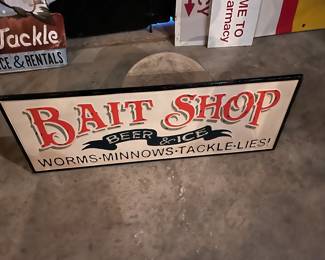 Tackle
CE & RENTALS
ME TO
armacy
BAIT SHOP
BEER & ICE
WORMS•MINNOWS•TACKLE•LIES!